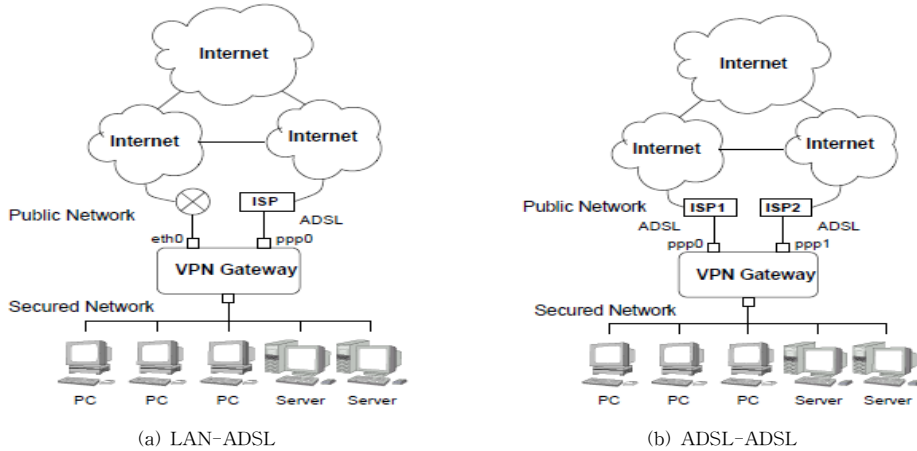 Internet
Internet
Internet
Public Network
ISP
ADSL
eth0
ppp0
VPN Gateway
Secured Network
PC
PC
PC
Server
Server
(a) LAN-ADSL
Internet
Internet
Internet
Public Network
ISP1
ISP2
ADSL
ADSL
ppp0
ppp1
VPN Gateway
Secured Network
PC
PC
PC
Server
Server
(b) ADSL-ADSL